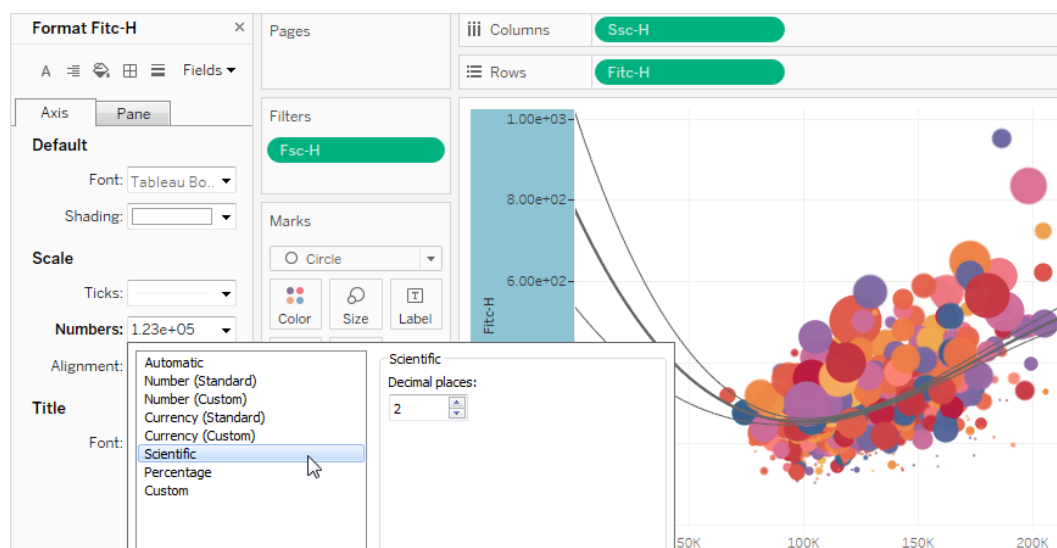 Format Fitc-H ×
A Fields
Axis Pane
Default
Font: Tableau Bo..
Shading:
Scale
Ticks:
Numbers: 1.23e+05
Alignment:
Title
Font:
Automatic
Number (Standard)
Number (Custom)
Currency (Standard)
Currency (Custom)
Scientific
Percentage
Custom
Scientific
Decimal places:
2
Pages
Filters
Fsc-H
Marks
Circle
Color Size T Label
Columns Ssc-H
Rows Fitc-H
1.00e+03
8.00e+02
6.00e+02
Fitc-H
50K 100K 150K 200K